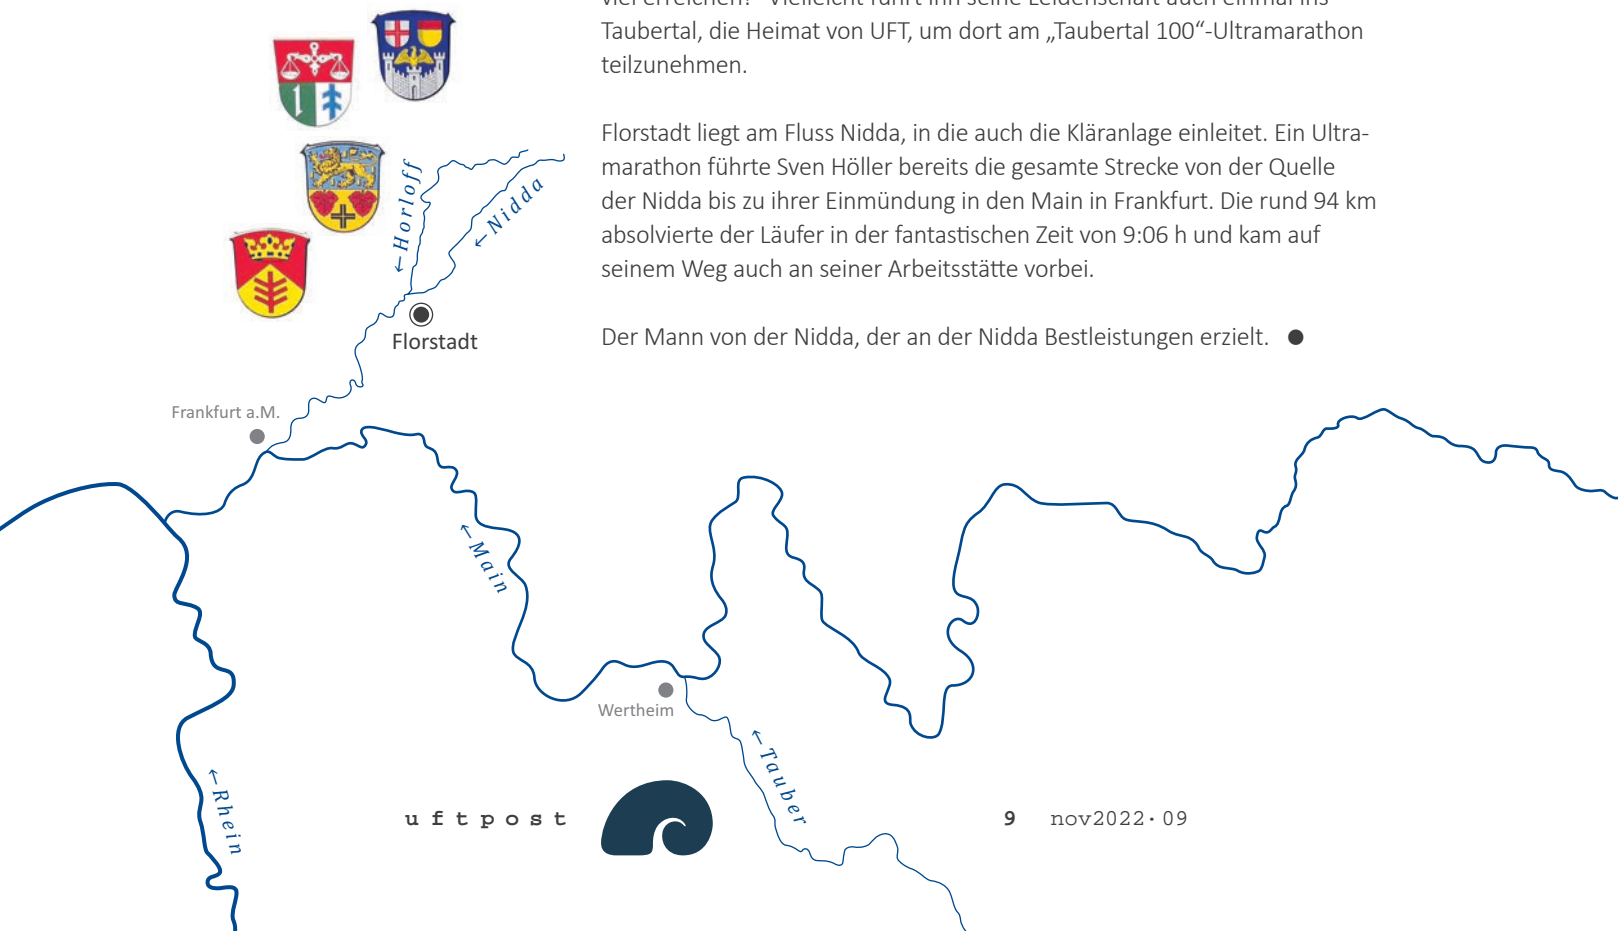 Taubertal, die Heimat von UFT, um dort am „Taubertal 100“-Ultramarathon
teilzunehmen.
Florstadt liegt am Fluss Nidda, in die auch die Kläranlage einleitet. Ein Ultra-
marathon führte Sven Höller bereits die gesamte Strecke von der Quelle
der Nidda bis zu ihrer Einmündung in den Main in Frankfurt. Die rund 94 km
absolvierte der Läufer in der fantastischen Zeit von 9:06 h und kam auf
seinem Weg auch an seiner Arbeitsstätte vorbei.
Der Mann von der Nidda, der an der Nidda Bestleistungen erzielt. ●
←Horloff
←Nidda
Florstadt
Frankfurt a.M.
←Main
Wertheim
←Tauber
←Rhein
uftpost
9 nov2022·09